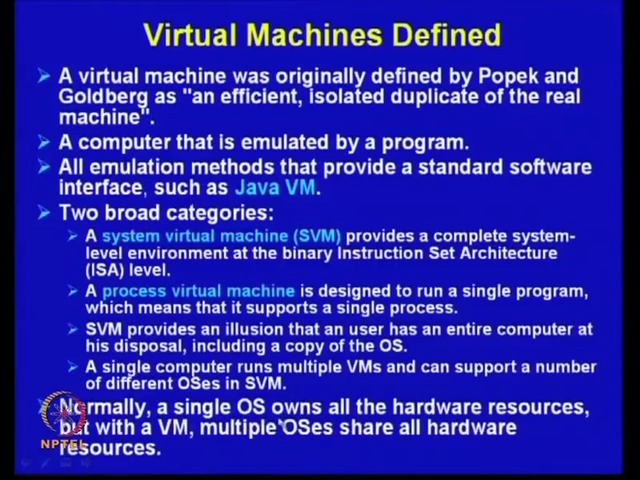 Virtual Machines Defined
A virtual machine was originally defined by Popek and
Goldberg as "an efficient, isolated duplicate of the real
machine".
A computer that is emulated by a program.
All emulation methods that provide a standard software
interface, such as Java VM.
Two broad categories:
A system virtual machine (SVM) provides a complete system-
level environment at the binary Instruction Set Architecture
(ISA) level.
A process virtual machine is designed to run a single program,
which means that it supports a single process.
SVM provides an illusion that an user has an entire computer at
his disposal, including a copy of the OS.
A single computer runs multiple VMs and can support a number
of different OSes in SVM.
Normally, a single OS owns all the hardware resources,
but with a VM, multiple OSes share all hardware
resources.
NPTEL